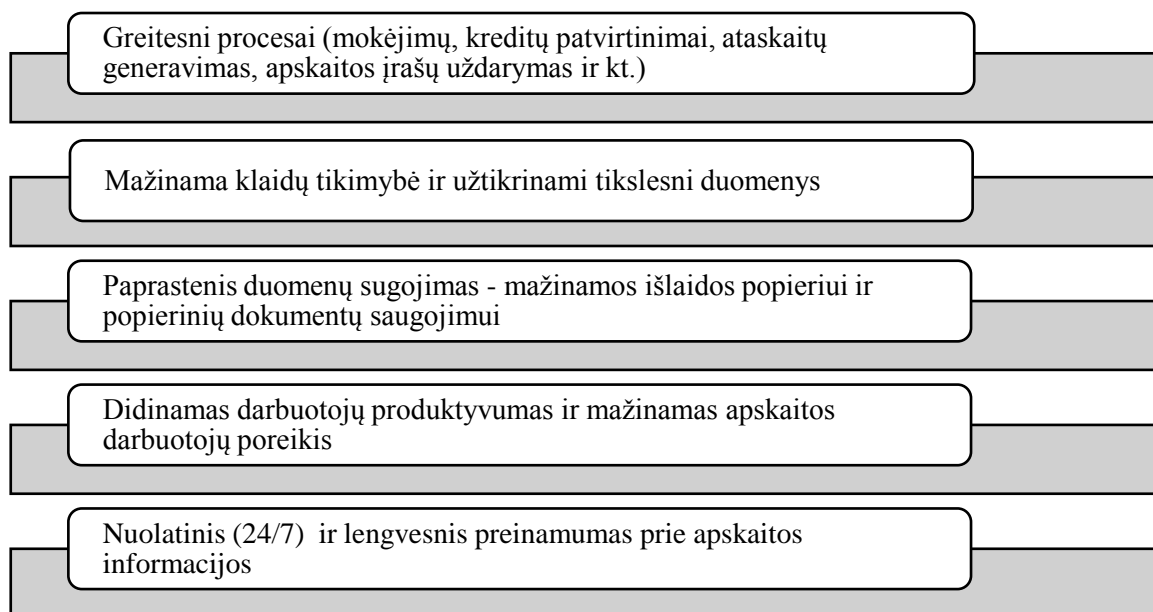 Greitesni procesai (mokėjimų, kreditų patvirtinimai, ataskaitų
generavimas, apskaitos įrašų uždarymas ir kt.)
Mažinama klaidų tikimybė ir užtikrinami tikslesni duomenys
Paprastenis duomenų sugojimas - mažinamos išlaidos popieriui ir
popierinių dokumentų saugojimui
Didinamas darbuotojų produktyvumas ir mažinamas apskaitos
darbuotojų poreikis
Nuolatinis (24/7) ir lengvesnis preinamumas prie apskaitos
informacijos